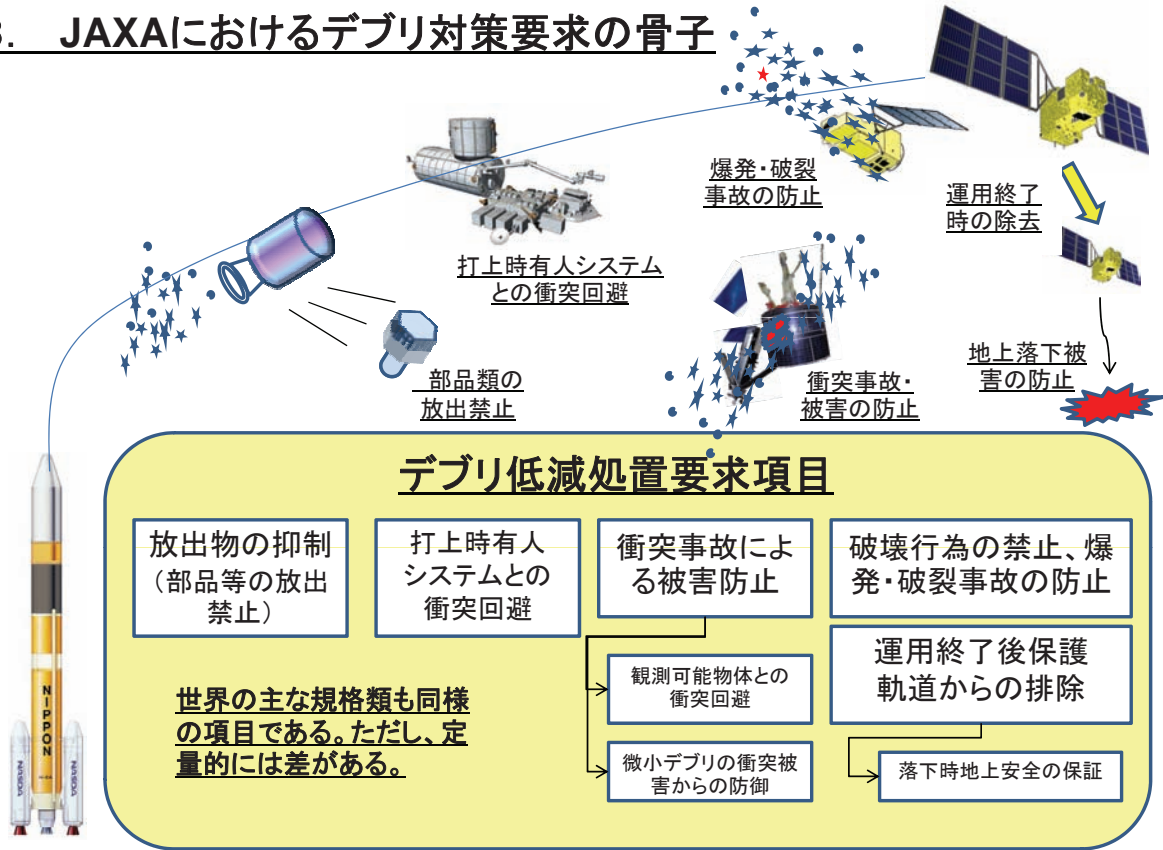 3. JAXAにおけるデブリ対策要求の骨子
爆発・破裂
事故の防止
運用終了
時の除去
打上時有人システム
との衝突回避
部品類の
放出禁止
衝突事故・
被害の防止
地上落下被
害の防止
デブリ低減処置要求項目
放出物の抑制
（部品等の放出
禁止）
打上時有人
システムとの
衝突回避
衝突事故によ
る被害防止
破壊行為の禁止、爆
発・破裂事故の防止
観測可能物体との
衝突回避
運用終了後保護
軌道からの排除
世界の主な規格類も同様
の項目である。ただし、定
量的には差がある。
微小デブリの衝突被
害からの防御
落下時地上安全の保証
NIPPON
NASDA
NASDA